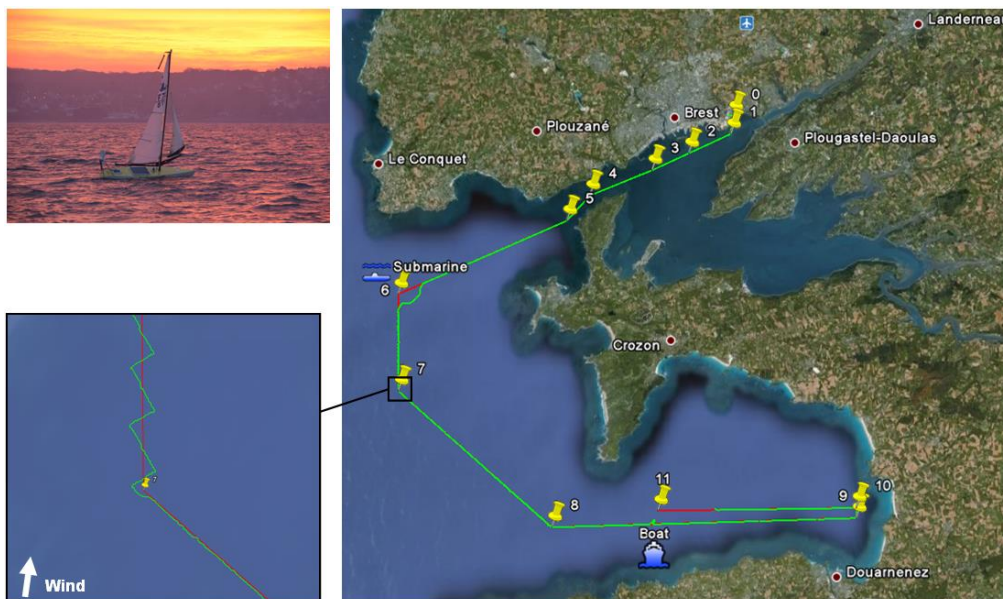 Landerneau
0
1
Brest
2
Plouzané
Plougastel-Daoulas
3
Le Conquet
4
5
Submarine
6
Crozon
7
7
11
10
9
8
Boat
Douarnenez
Wind